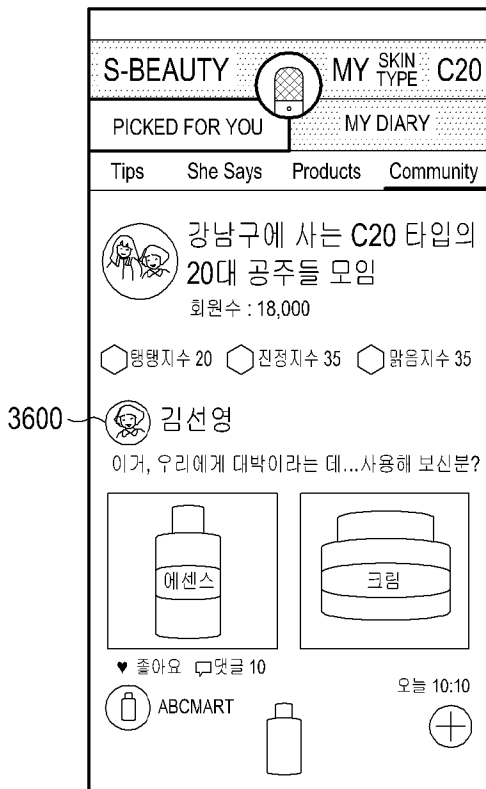 S-BEAUTY MY SKIN TYPE C20
PICKED FOR YOU MY DIARY
Tips She Says Products Community
강남구에 사는 C20 타입의
20대 공주들 모임
회원수 : 18,000
탱탱지수 20 진정지수 35 맑음지수 35
3600
김선영
이거, 우리에게 대박이라는 데...사용해 보신분?
에센스 크림
♥ 좋아요 댓글 10
오늘 10:10
ABCMART